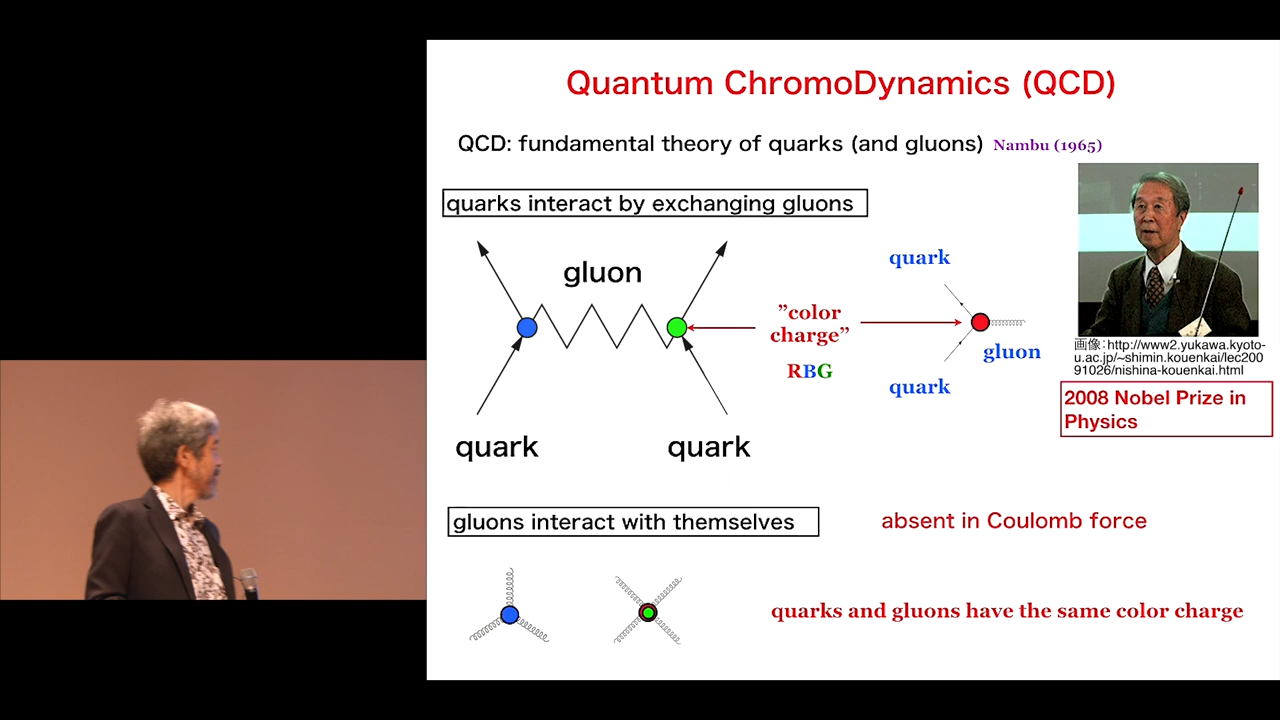 Quantum ChromoDynamics (QCD)
QCD: fundamental theory of quarks (and gluons) Nambu (1965)
quarks interact by exchanging gluons
gluon
quark
quark
"color
charge"
RBG
quark
gluon
quark
画像:http://www2.yukawa.kyoto-
u.ac.jp/~shimin.kouenkai/lec200
91026/nishina-kouenkai.html
2008 Nobel Prize in
Physics
gluons interact with themselves
absent in Coulomb force
quarks and gluons have the same color charge